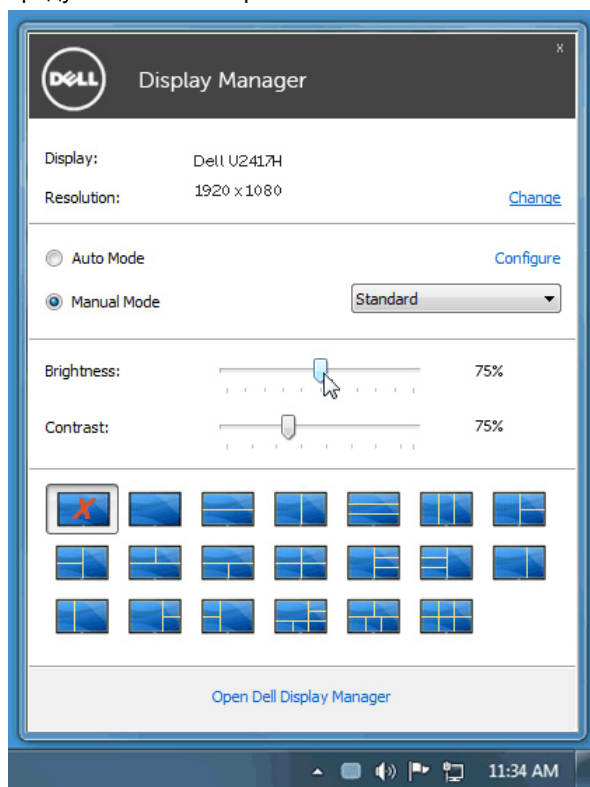 DELL
Display Manager
x
Display: Dell U2417H
Resolution: 1920 x 1080 Change
Auto Mode Configure
Manual Mode Standard
Brightness: 75%
Contrast: 75%
X
Open Dell Display Manager
11:34 AM